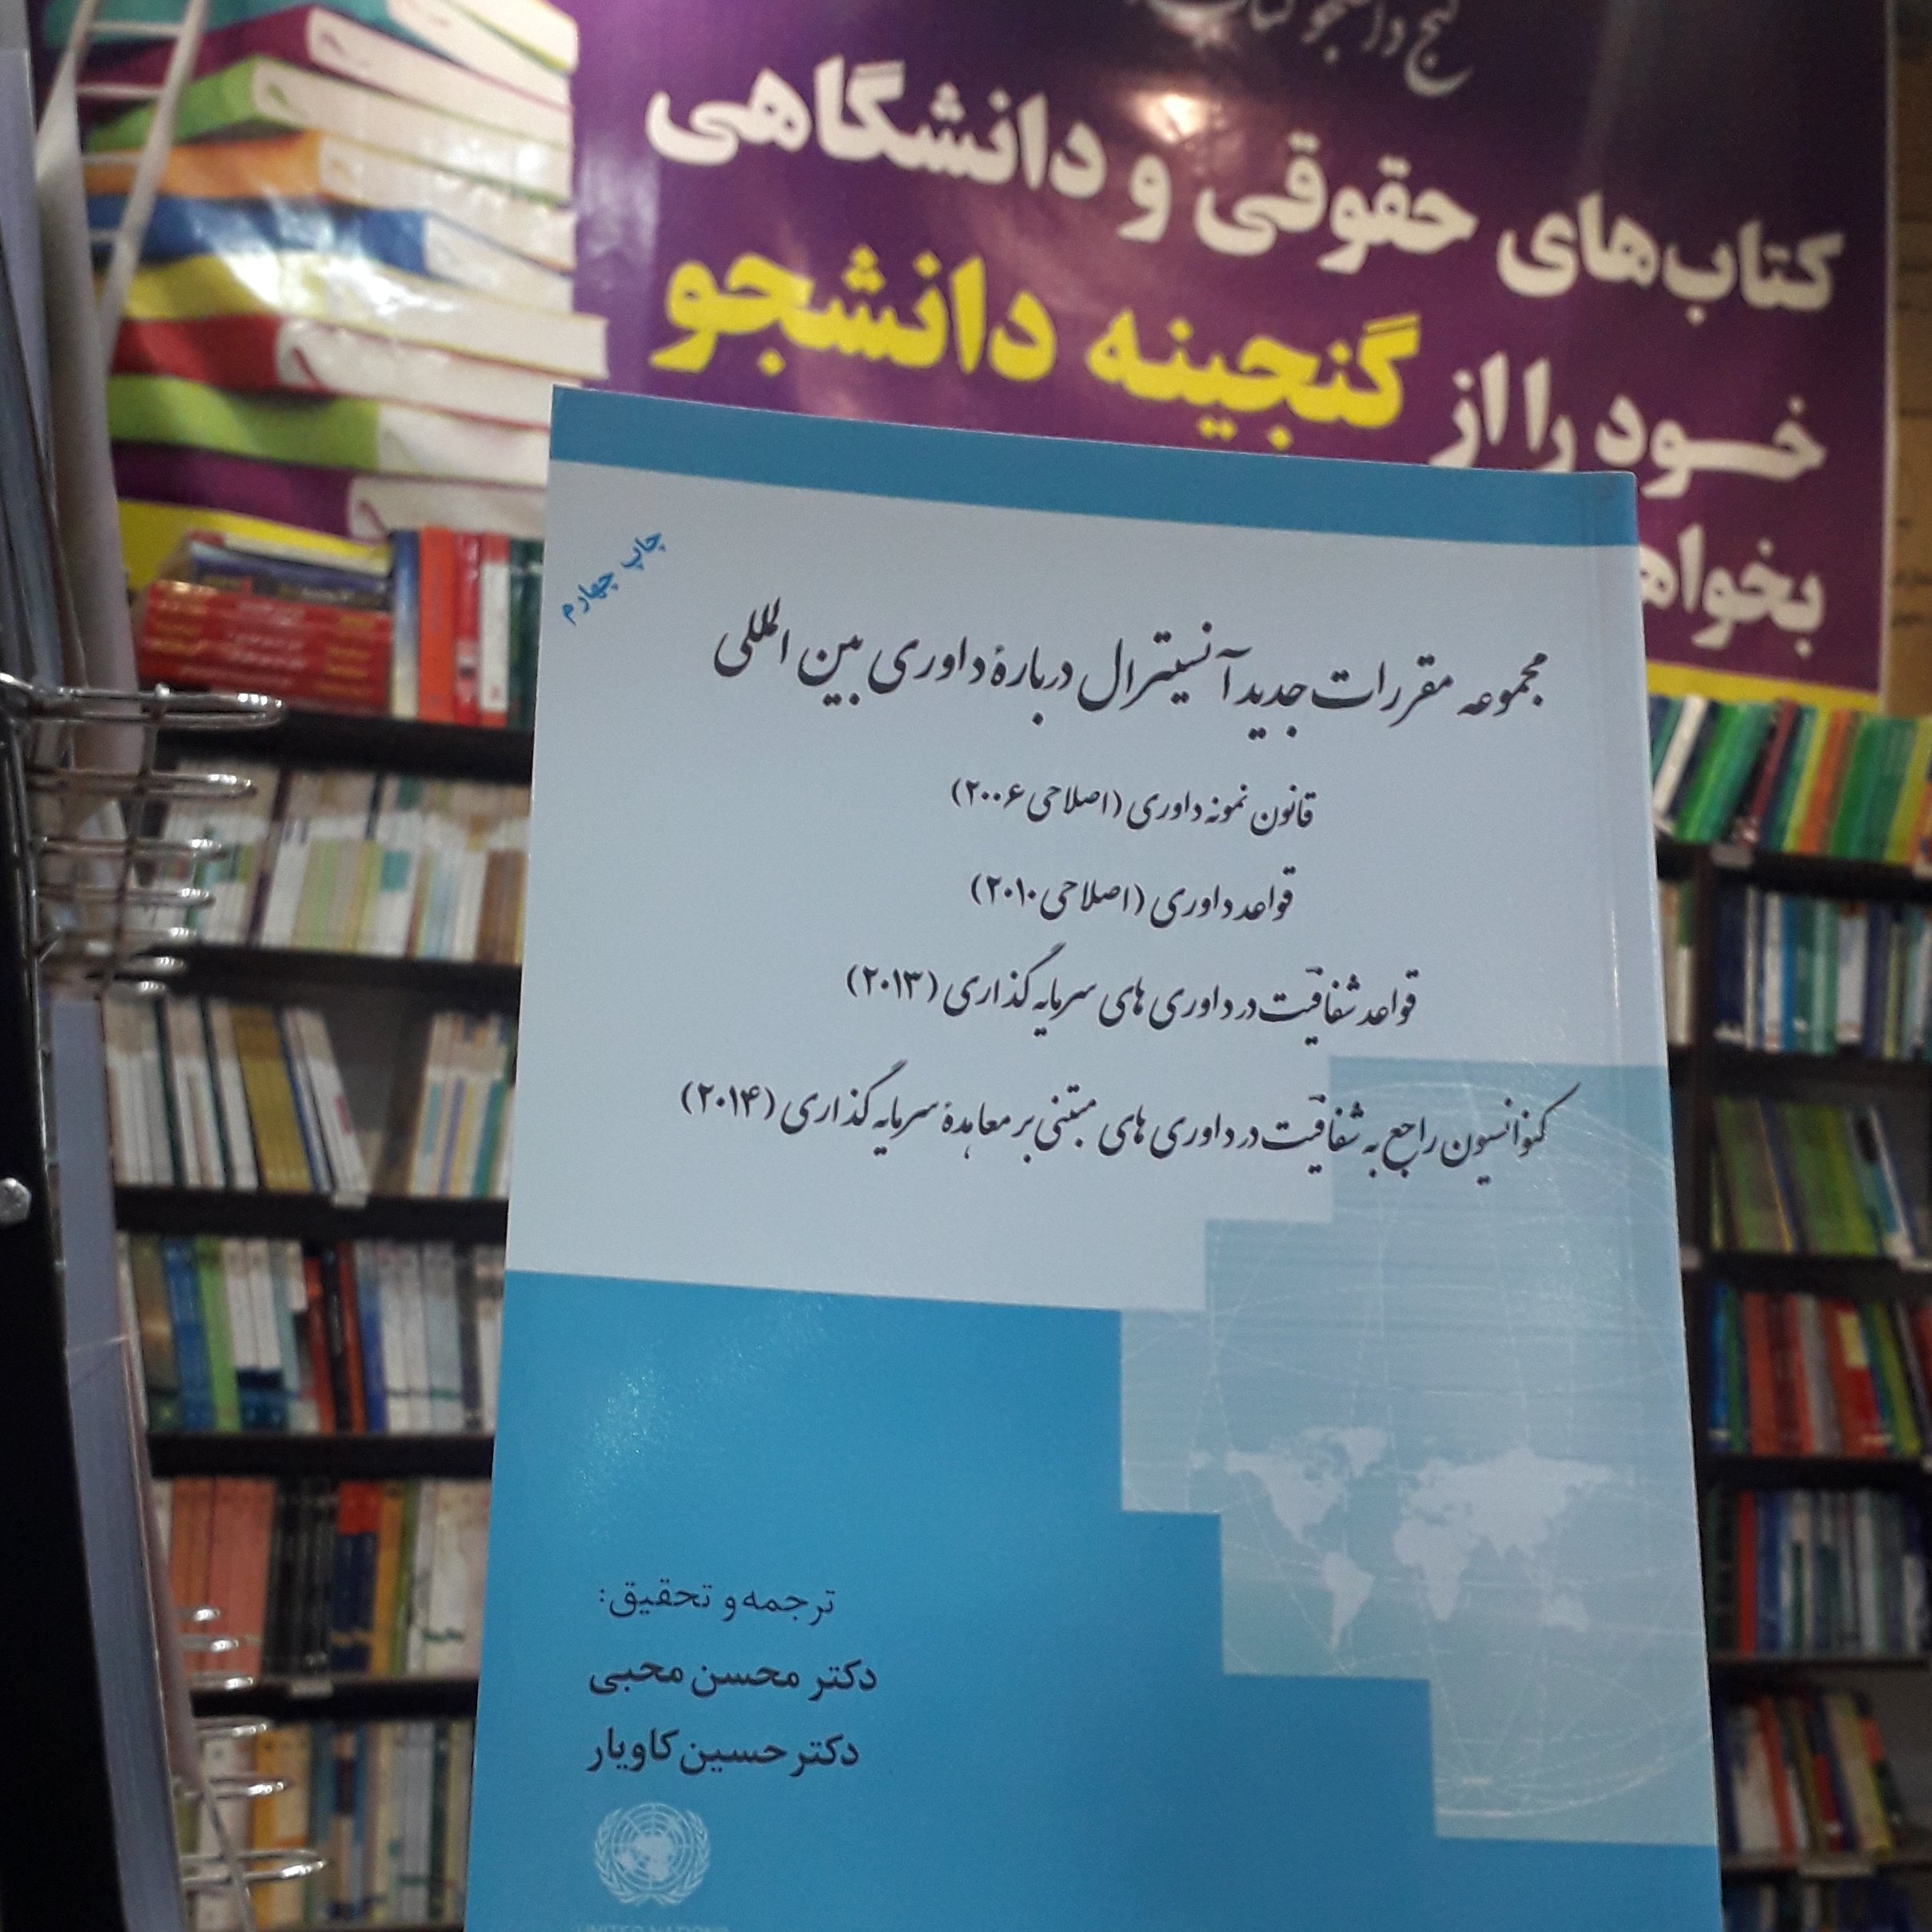 کتاب‌های حقوقی و دانشگاهی
خود را از گنجینه دانشجو
چاپ چهارم
مجموعه مقررات جدید آنسیترال دربارهٔ داوری بین المللی
قانون نمونه داوری (اصلاحی ۲۰۰۶)
قواعد داوری (اصلاحی ۲۰۱۰)
قواعد شفافیت در داوری های سرمایه گذاری (۲۰۱۳)
کنوانسیون راجع به شفافیت در داوری های مبتنی بر معاهدهٔ سرمایه گذاری (۲۰۱۴)
ترجمه و تحقیق:
دکتر محسن محبی
دکتر حسین کاویار
UNITED NATIONS